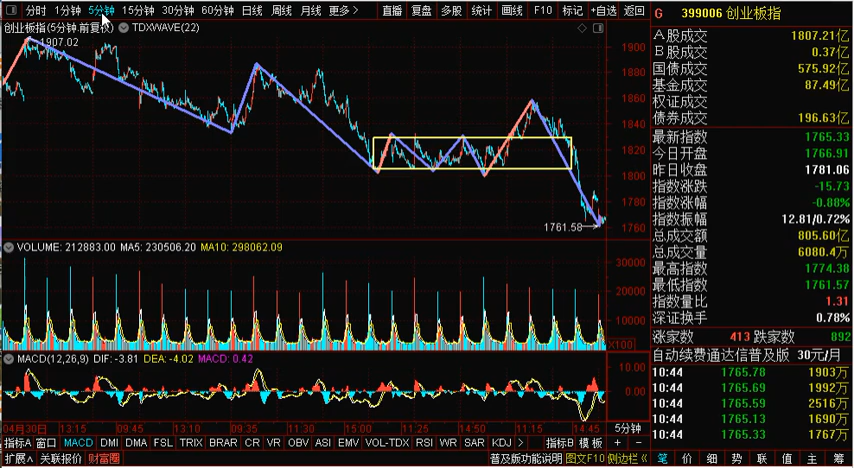 分时 1分钟 5分钟 15分钟 30分钟 60分钟 日线 周线 月线 更多 > 直播 复盘 多股 统计 画线 F10 标记 +自选 返回
G 399006 创业板指
创业板指(5分钟.前复权) TDXWAVE(22)
1907.02
1900
1880
1860
1840
1820
1800
1780
1760
1761.58
VOLUME: 212883.00 MA5: 230506.20 MA10: 298062.09
30000
20000
10000
X100
MACD(12,26,9) DIF: -3.81 DEA: -4.02 MACD: 0.42
10.00
0.00
04月30日 13:15 09:45 13:10 09:35 11:30 15:00 11:20 14:50 11:15 14:45 5分钟
指标A 窗口 MACD DMI DMA FSL TRIX BRAR CR VR OBV ASI EMV VOL-TDX RSI WR SAR KDJ > 指标B 模板 + -
扩展∧ 关联报价 财富圈 普及版功能说明 图文F10 侧边栏《
A股成交 1807.21亿
B股成交 0.37亿
国债成交 575.92亿
基金成交 87.49亿
权证成交
债券成交 196.63亿
最新指数 1765.33
今日开盘 1766.91
昨日收盘 1781.06
指数涨跌 -15.73
指数涨幅 -0.88%
指数振幅 12.81/0.72%
总成交额 805.60亿
总成交量 6080.4万
最高指数 1774.38
最低指数 1761.57
指数量比 1.31
深证换手 0.78%
涨家数 413 跌家数 892
自动续费通达信普及版 30元/月
10:44 1765.78 1903万
10:44 1765.69 1992万
10:44 1765.59 2516万
10:44 1765.13 1690万
10:44 1765.33 1767万
笔 价 细 势 联 值 主 筹